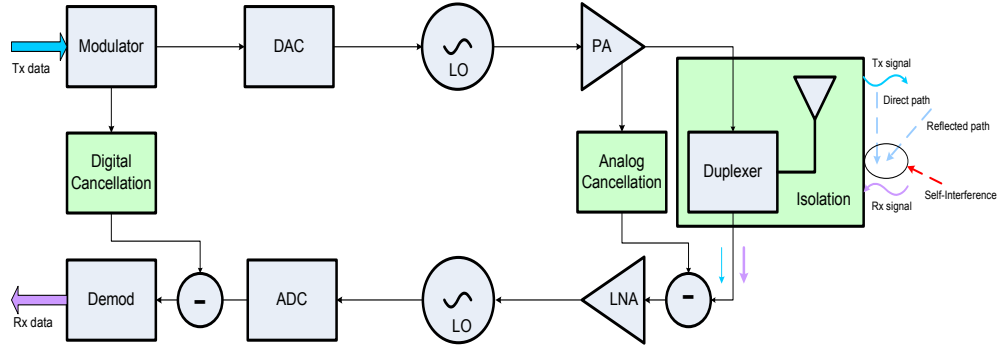 Tx data
Modulator
DAC
LO
PA
Tx signal
Direct path
Reflected path
Digital
Cancellation
Analog
Cancellation
Duplexer
Isolation
Self-Interference
Rx signal
Rx data
Demod
-
ADC
LO
LNA
-